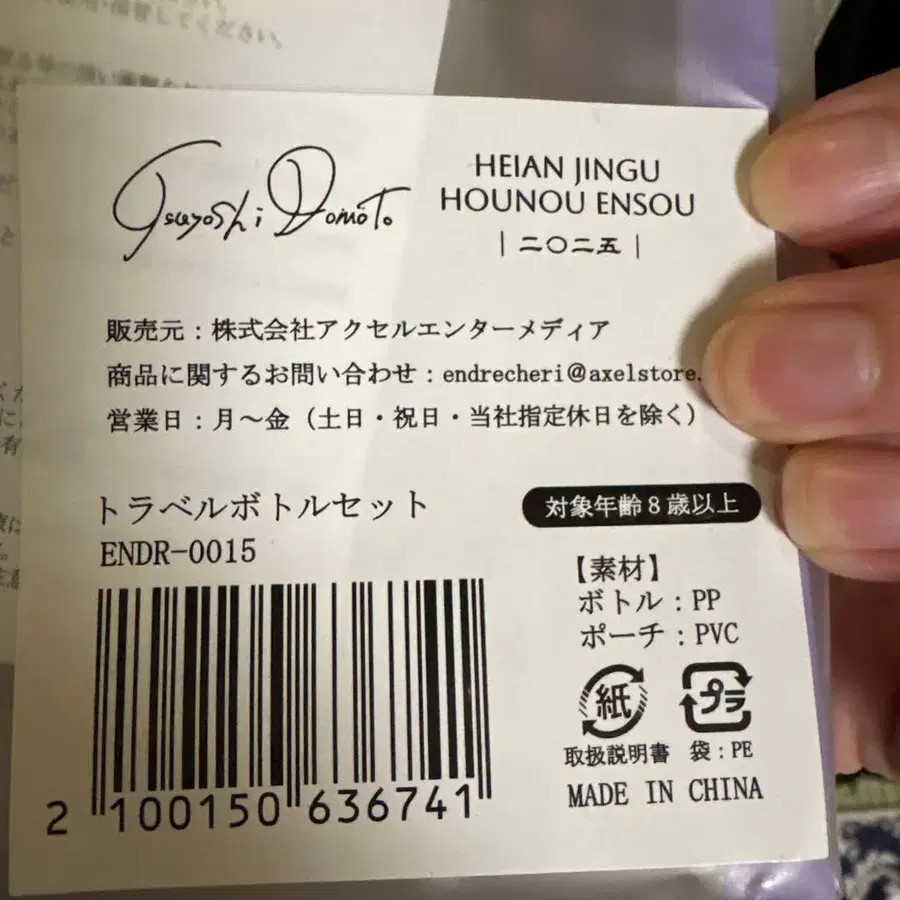 ください。
Tsuyoshi Domoto
HEIAN JINGU
HOUNOU ENSOU
|二〇二五|
販売元：株式会社アクセルエンターメディア
商品に関するお問い合わせ：endrecheri@axelstore.
営業日：月〜金（土日・祝日・当社指定休日を除く）
トラベルボトルセット
ENDR-0015
対象年齢8歳以上
【素材】
ボトル：PP
ポーチ：PVC
紙
プラ
取扱説明書 袋：PE
MADE IN CHINA
2 100150 636741